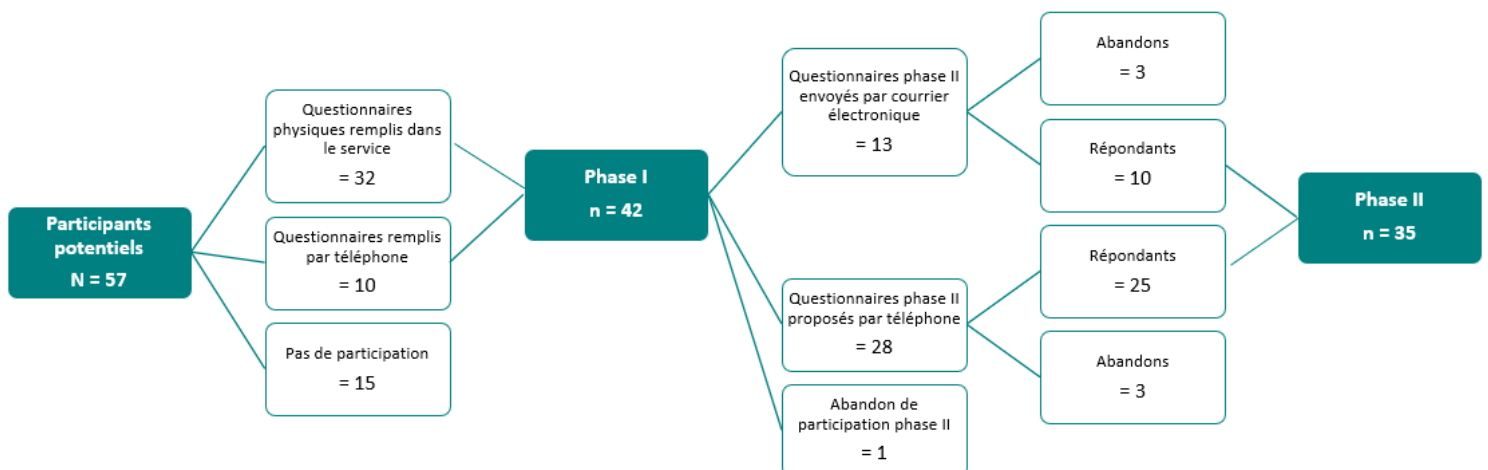 Participants
potentiels
N = 57
Questionnaires
physiques remplis dans
le service
= 32
Questionnaires remplis
par téléphone
= 10
Pas de participation
= 15
Phase I
n = 42
Questionnaires phase II
envoyés par courrier
électronique
= 13
Questionnaires phase II
proposés par téléphone
= 28
Abandon de
participation phase II
= 1
Abandons
= 3
Répondants
= 10
Répondants
= 25
Abandons
= 3
Phase II
n = 35